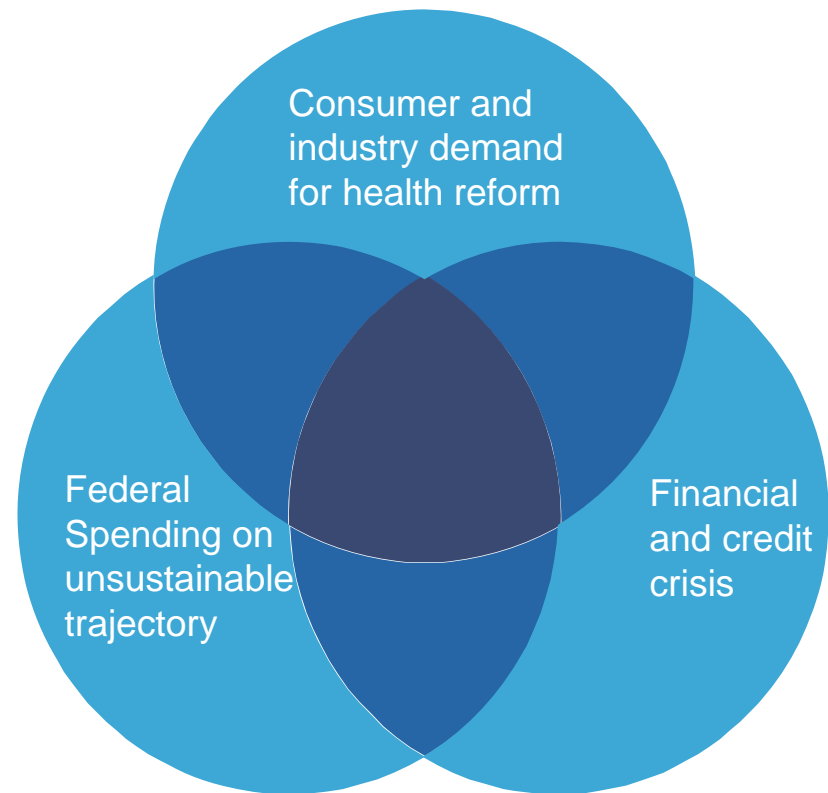 Consumer and
industry demand
for health reform
Federal
Spending on
unsustainable
trajectory
Financial
and credit
crisis